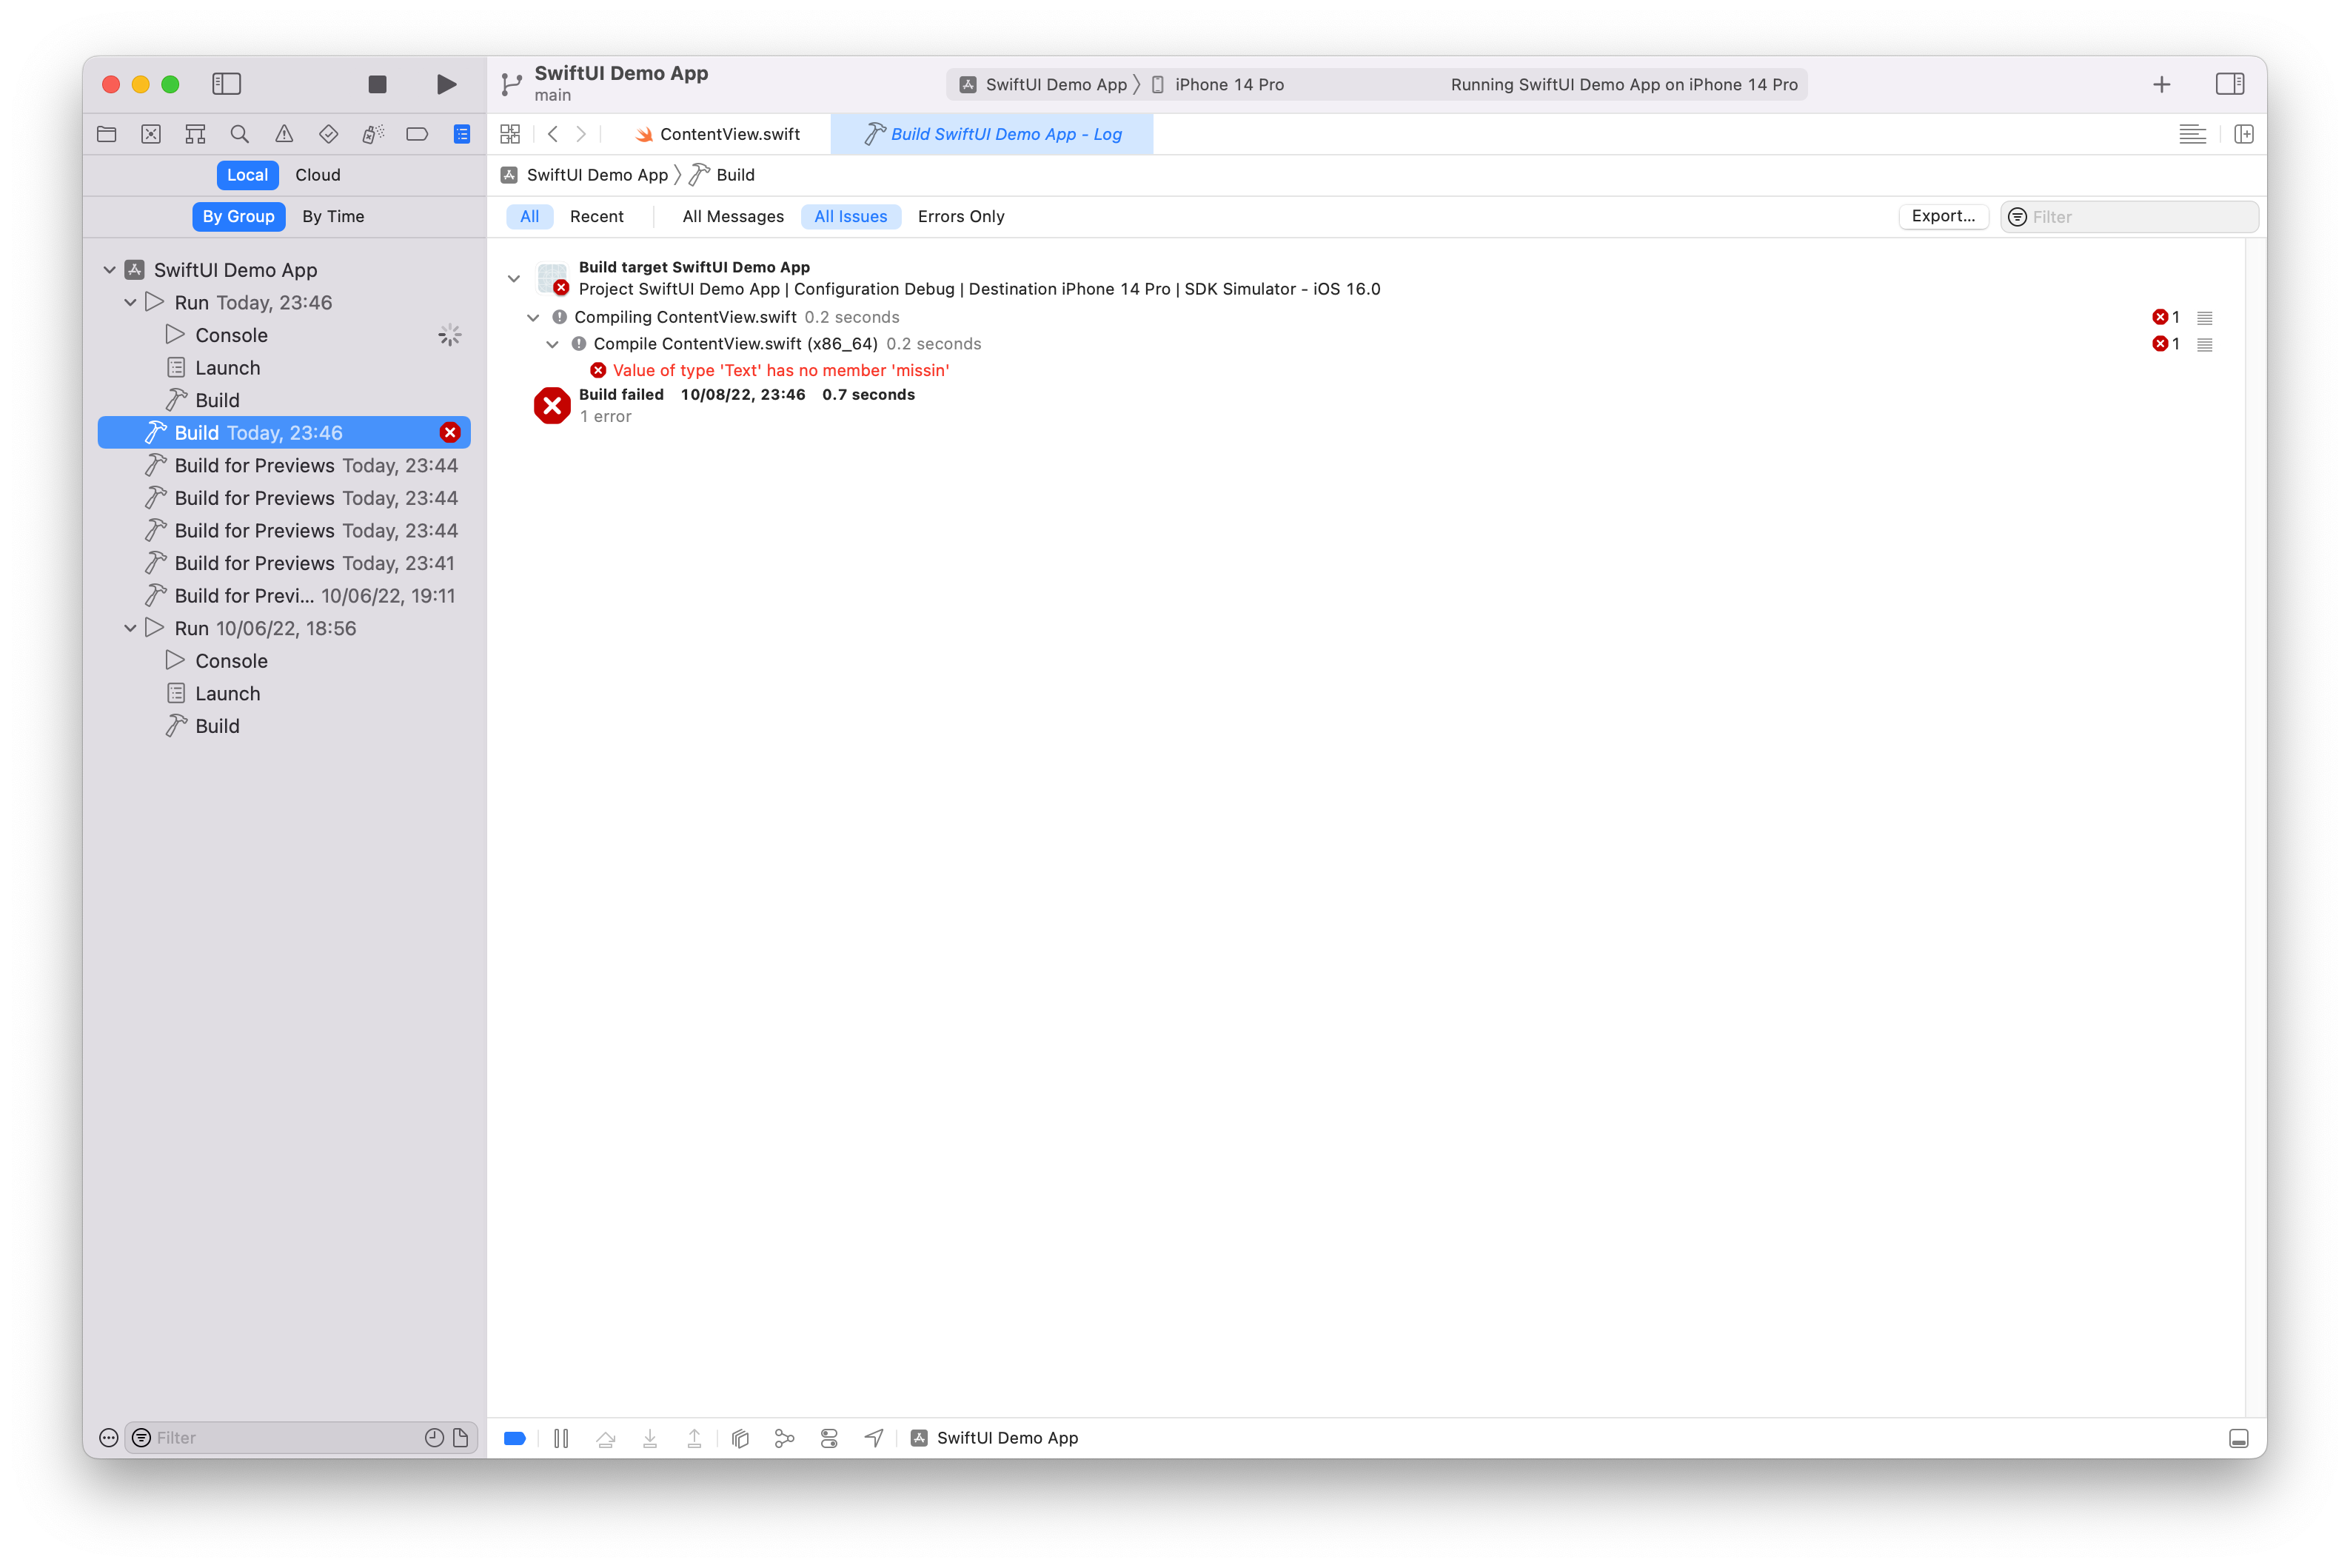 SwiftUI Demo App
main
SwiftUI Demo App iPhone 14 Pro Running SwiftUI Demo App on iPhone 14 Pro
ContentView.swift Build SwiftUI Demo App - Log
Local Cloud
SwiftUI Demo App Build
By Group By Time
All Recent All Messages All Issues Errors Only Export... Filter
SwiftUI Demo App
Run Today, 23:46
Console
Launch
Build
Build Today, 23:46
Build for Previews Today, 23:44
Build for Previews Today, 23:44
Build for Previews Today, 23:44
Build for Previews Today, 23:41
Build for Previ... 10/06/22, 19:11
Run 10/06/22, 18:56
Console
Launch
Build
Build target SwiftUI Demo App
Project SwiftUI Demo App | Configuration Debug | Destination iPhone 14 Pro | SDK Simulator - iOS 16.0
Compiling ContentView.swift 0.2 seconds 1
Compile ContentView.swift (x86_64) 0.2 seconds 1
Value of type 'Text' has no member 'missin'
Build failed 10/08/22, 23:46 0.7 seconds
1 error
Filter
SwiftUI Demo App